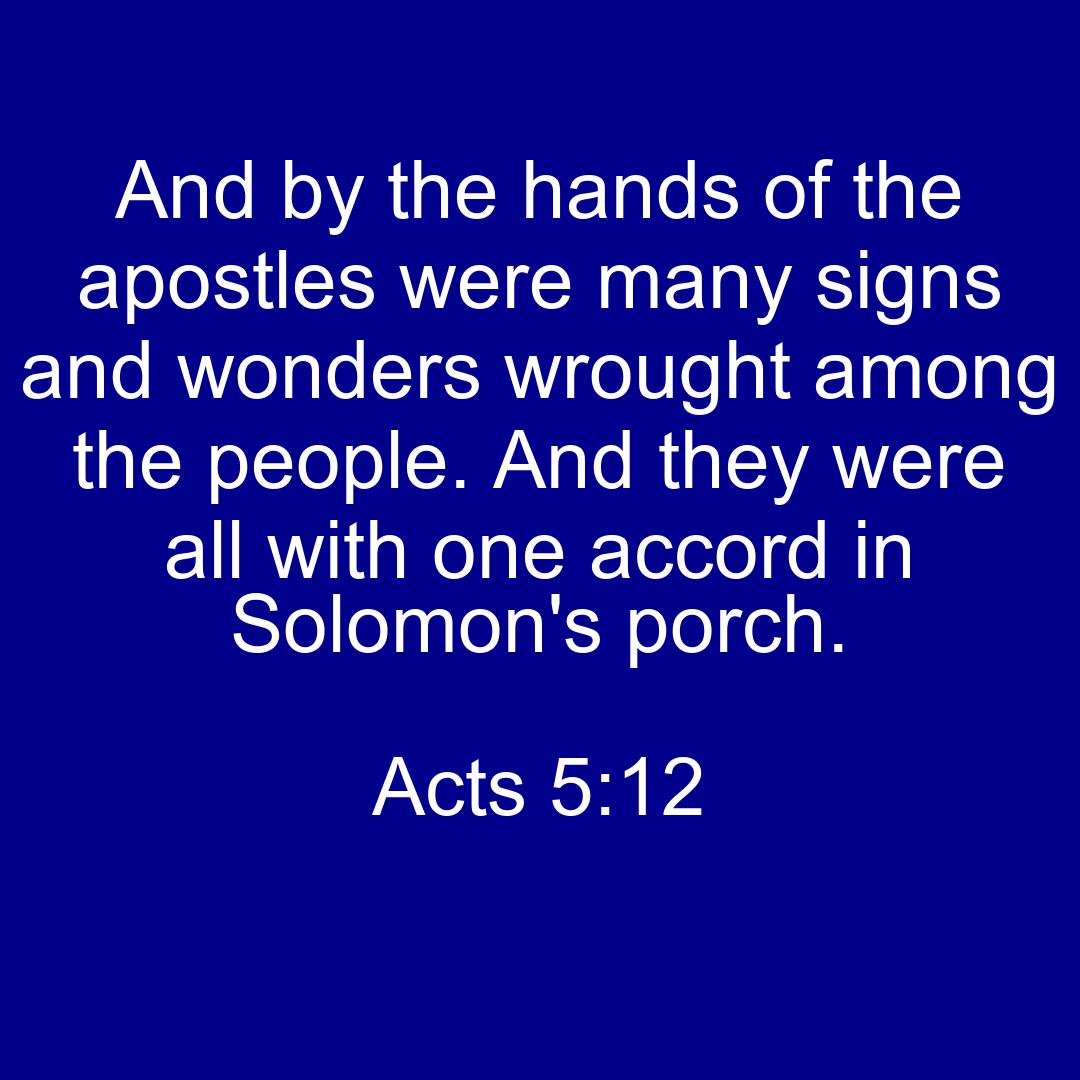 And by the hands of the
apostles were many signs
and wonders wrought among
the people. And they were
all with one accord in
Solomon's porch.
Acts 5:12